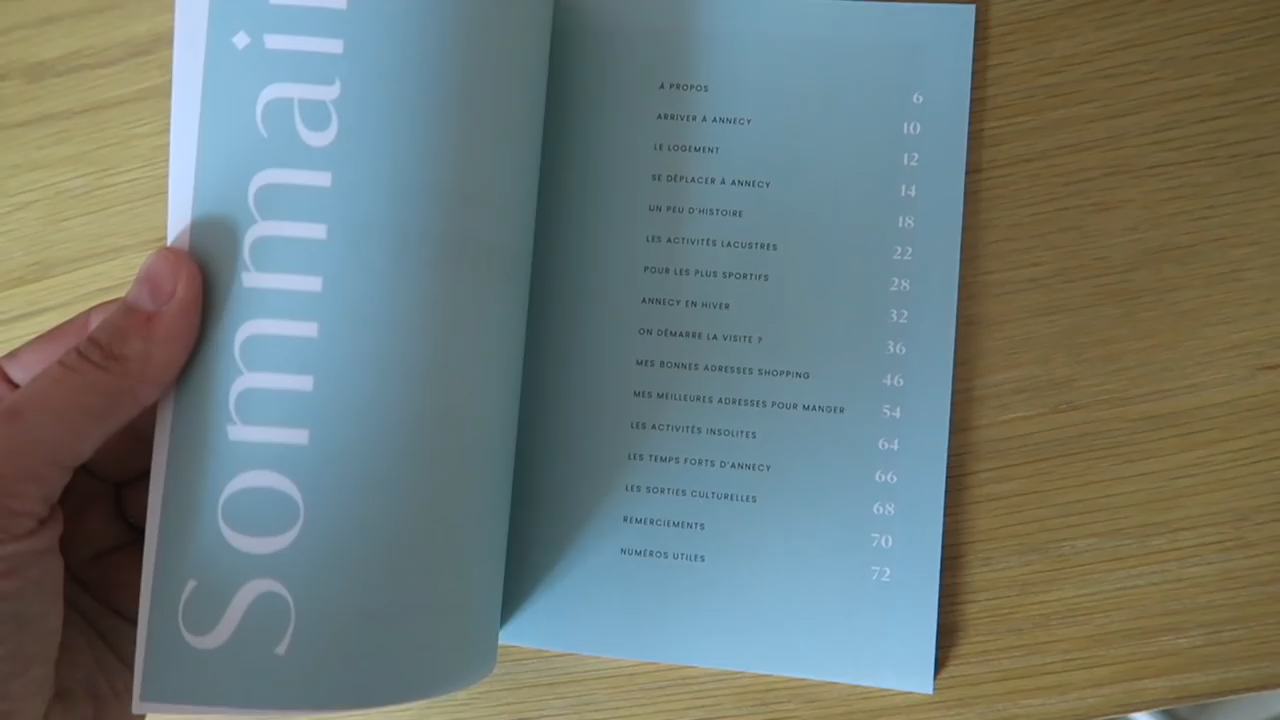 Sommai
À PROPOS 6
ARRIVER À ANNECY 10
LE LOGEMENT 12
SE DÉPLACER À ANNECY 14
UN PEU D'HISTOIRE 18
LES ACTIVITÉS LACUSTRES 22
POUR LES PLUS SPORTIFS 28
ANNECY EN HIVER 32
ON DÉMARRE LA VISITE ? 36
MES BONNES ADRESSES SHOPPING 46
MES MEILLEURES ADRESSES POUR MANGER 54
LES ACTIVITÉS INSOLITES 64
LES TEMPS FORTS D'ANNECY 66
LES SORTIES CULTURELLES 68
REMERCIEMENTS 70
NUMÉROS UTILES 72